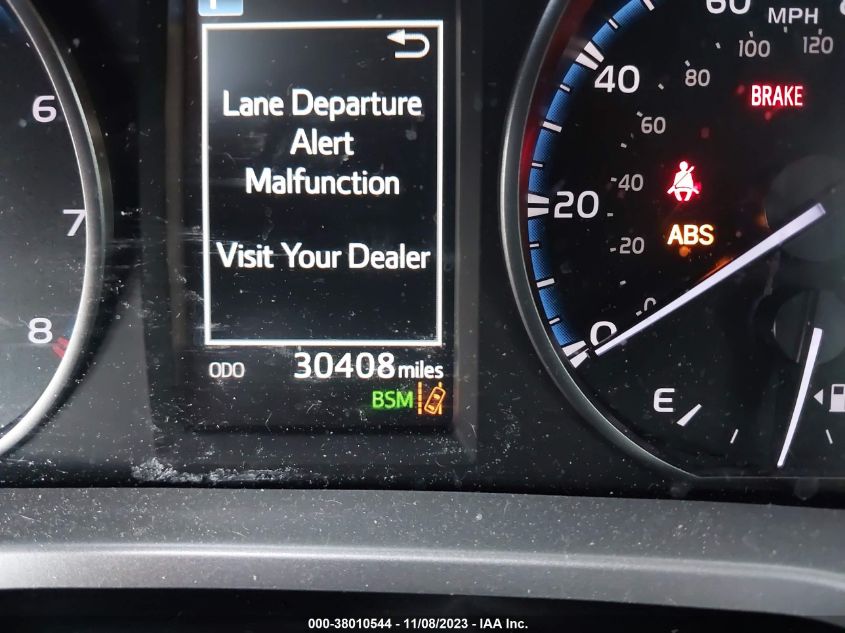 Lane Departure
Alert
Malfunction
Visit Your Dealer
ODO 30408 miles
BSM
6
7
8
MPH
60
40
20
0
120
100
80
60
40
20
0
BRAKE
ABS
E
000-38010544 - 11/08/2023 - IAA Inc.